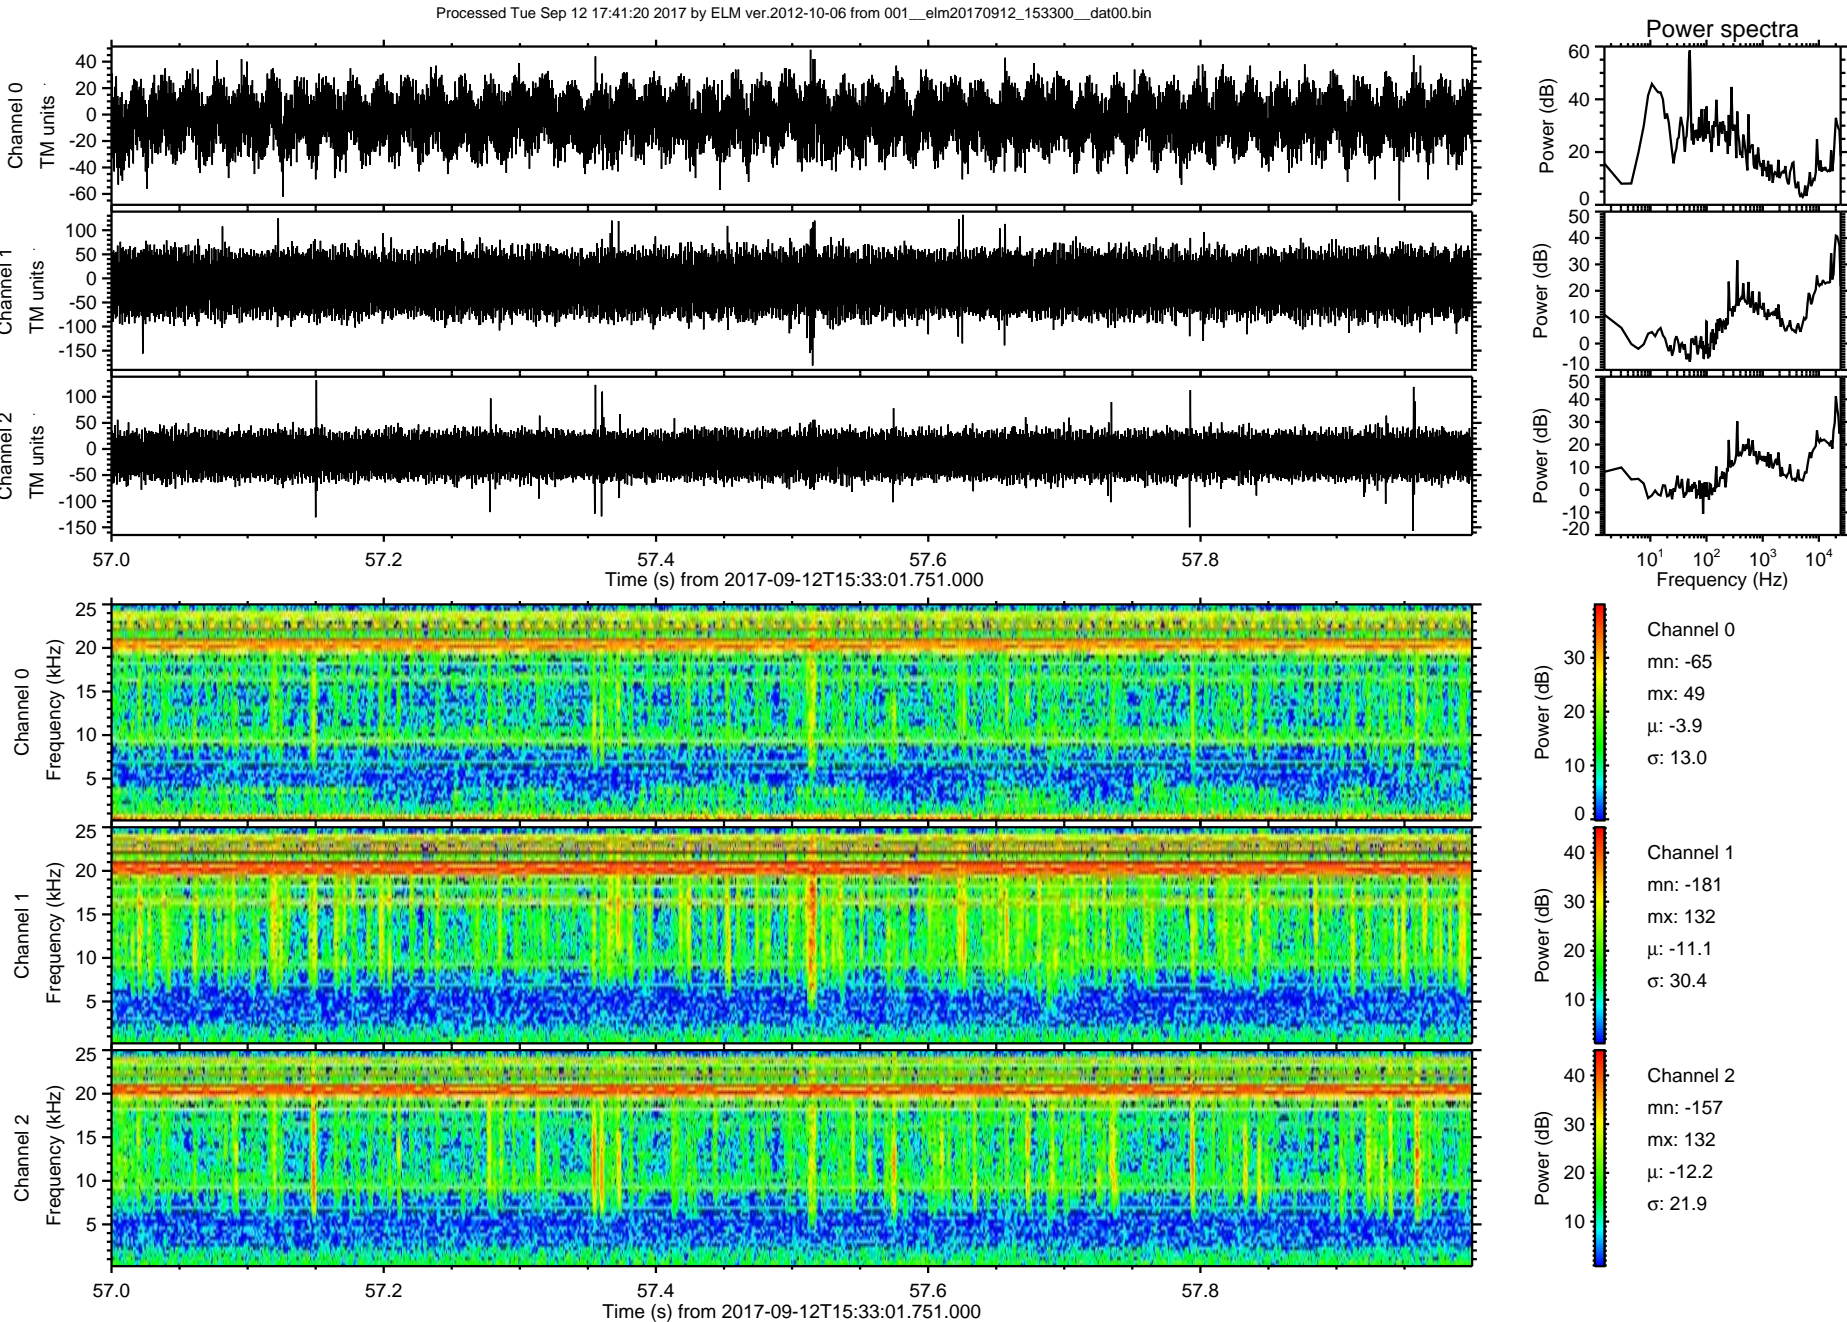 Processed Tue Sep 12 17:41:20 2017 by ELM ver.2012-10-06 from 001__elm20170912_153300__dat00.bin
Power spectra
Channel 0
TM units
40
20
0
-20
-40
-60
Power (dB)
60
40
20
0
Channel 1
TM units
100
50
0
-50
-100
-150
Power (dB)
50
40
30
20
10
0
-10
Channel 2
TM units
100
50
0
-50
-100
-150
Power (dB)
50
40
30
20
10
0
-10
-20
57.0 57.2 57.4 57.6 57.8
Time (s) from 2017-09-12T15:33:01.751.000
10^1 10^2 10^3 10^4
Frequency (Hz)
Channel 0
Frequency (kHz)
25
20
15
10
5
Power (dB)
30
20
10
0
Channel 0
mn: -65
mx: 49
μ: -3.9
σ: 13.0
Channel 1
Frequency (kHz)
25
20
15
10
5
Power (dB)
40
30
20
10
Channel 1
mn: -181
mx: 132
μ: -11.1
σ: 30.4
Channel 2
Frequency (kHz)
25
20
15
10
5
Power (dB)
40
30
20
10
Channel 2
mn: -157
mx: 132
μ: -12.2
σ: 21.9
57.0 57.2 57.4 57.6 57.8
Time (s) from 2017-09-12T15:33:01.751.000